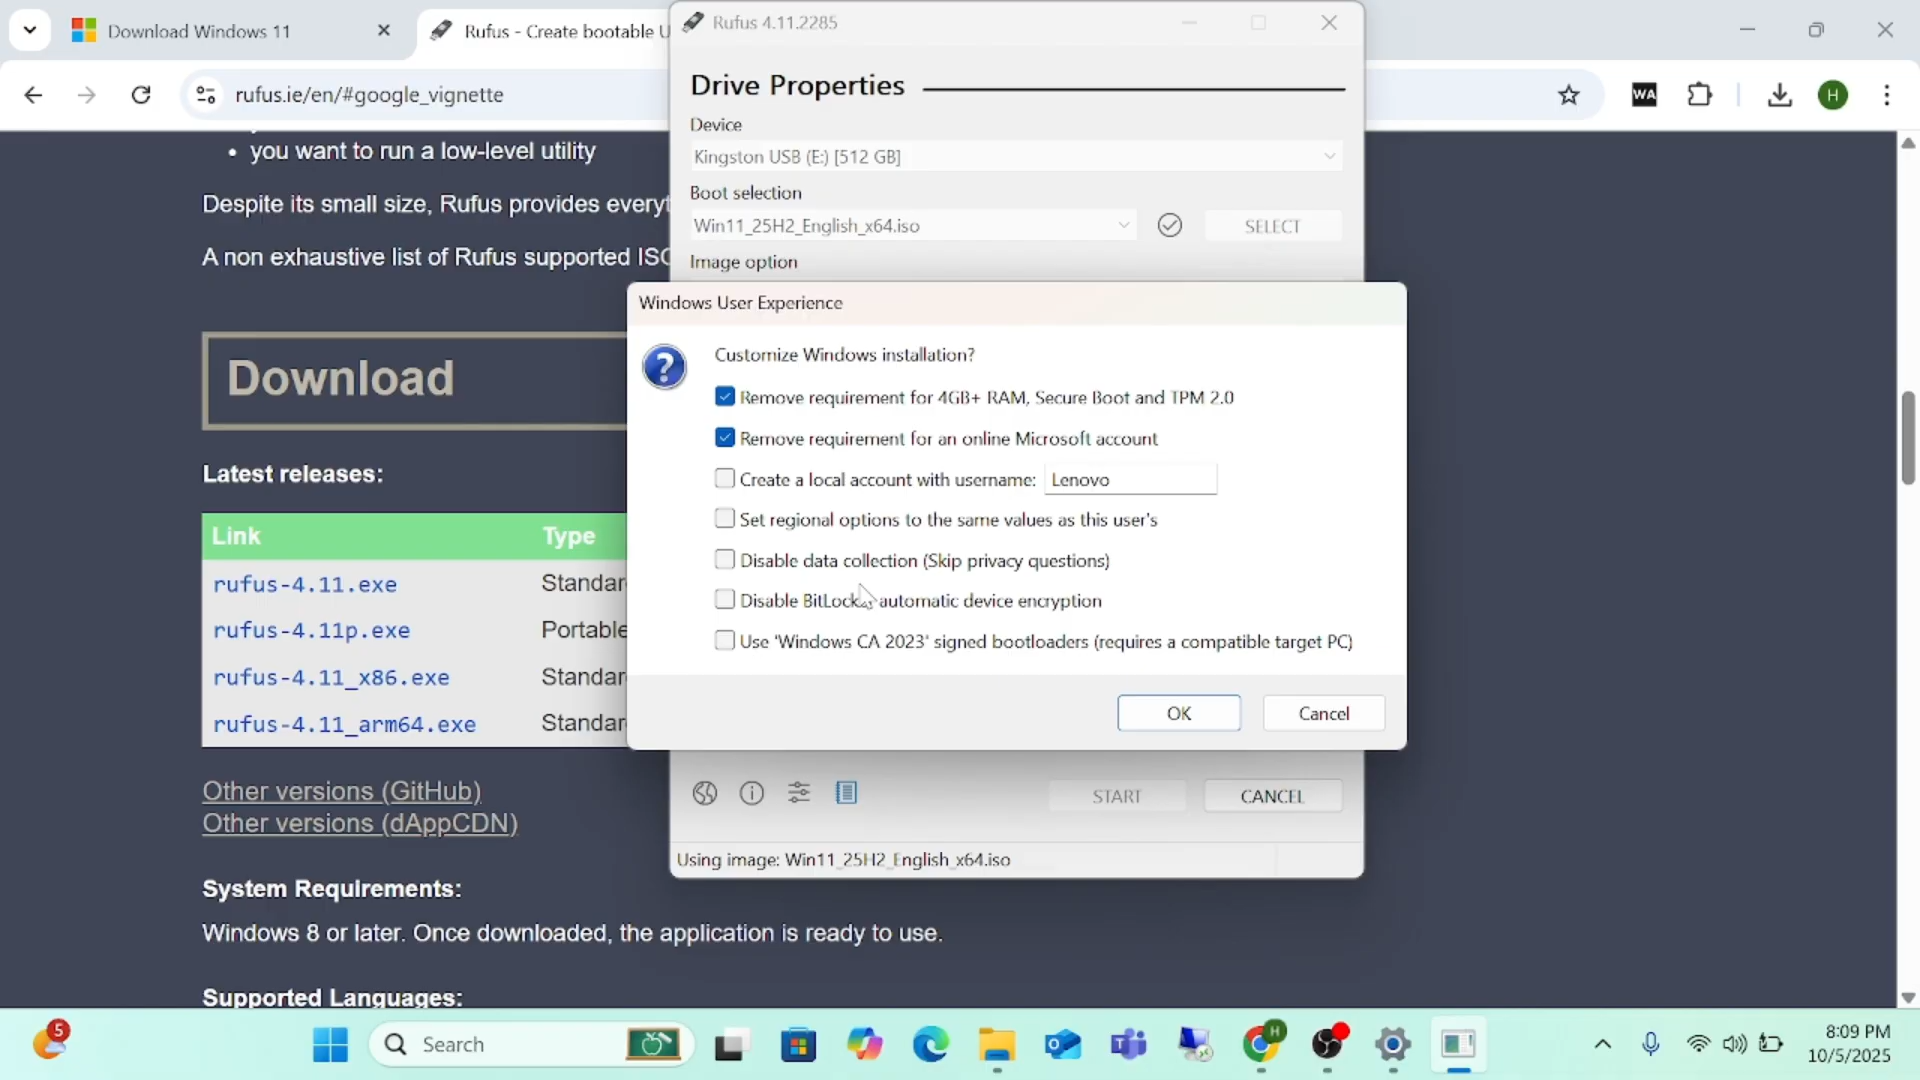 Download Windows 11
Rufus - Create bootable U
rufus.ie/en/#google_vignette
WA
H
you want to run a low-level utility
Despite its small size, Rufus provides everyt
A non exhaustive list of Rufus supported ISO
Download
Latest releases:
Link Type
rufus-4.11.exe Standar
rufus-4.11p.exe Portable
rufus-4.11_x86.exe Standar
rufus-4.11_arm64.exe Standar
Other versions (GitHub)
Other versions (dAppCDN)
System Requirements:
Windows 8 or later. Once downloaded, the application is ready to use.
Supported Languages:
Rufus 4.11.2285
Drive Properties
Device
Kingston USB (E:) [512 GB]
Boot selection
Win11_25H2_English_x64.iso
SELECT
Image option
Windows User Experience
?
Customize Windows installation?
Remove requirement for 4GB+ RAM, Secure Boot and TPM 2.0
Remove requirement for an online Microsoft account
Create a local account with username: Lenovo
Set regional options to the same values as this user's
Disable data collection (Skip privacy questions)
Disable BitLock automatic device encryption
Use 'Windows CA 2023' signed bootloaders (requires a compatible target PC)
OK Cancel
START CANCEL
Using image: Win11_25H2_English_x64.iso
5
Search
T
H
8:09 PM
10/5/2025